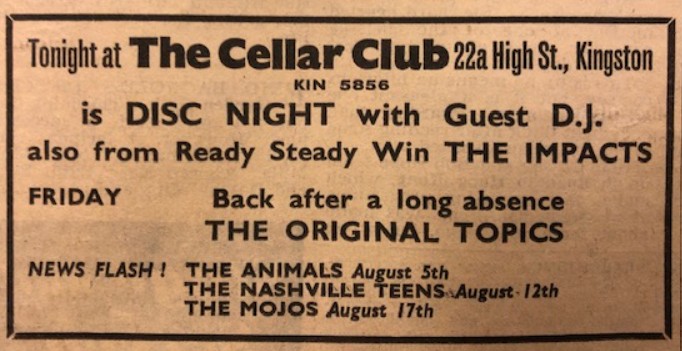 Tonight at The Cellar Club 22a High St., Kingston
KIN 5856
is DISC NIGHT with Guest D.J.
also from Ready Steady Win THE IMPACTS
FRIDAY Back after a long absence
THE ORIGINAL TOPICS
NEWS FLASH! THE ANIMALS August 5th
THE NASHVILLE TEENS August 12th
THE MOJOS August 17th